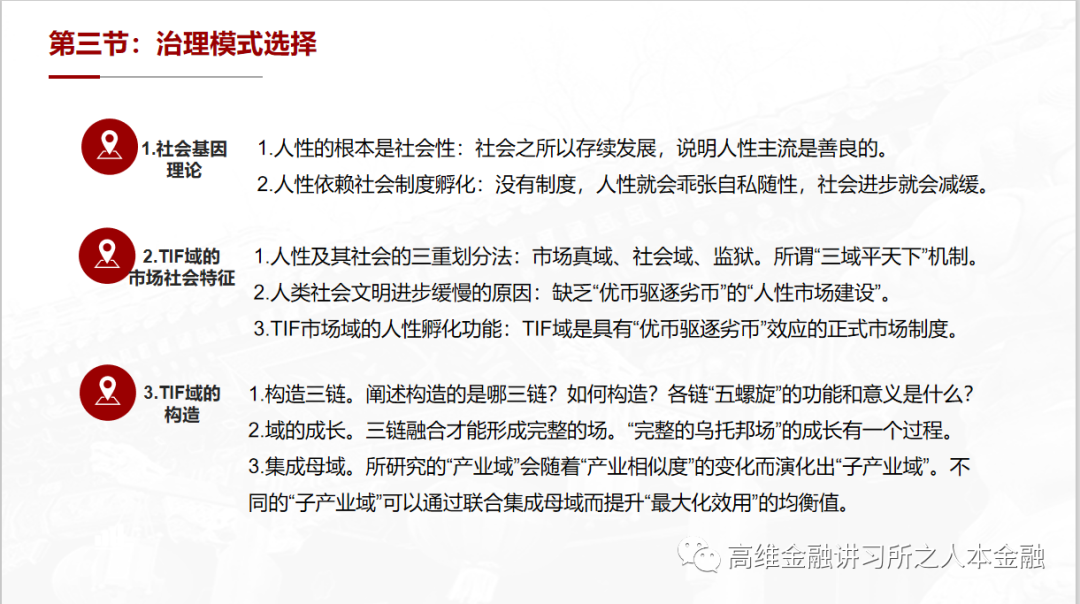 第三节：治理模式选择
1.社会基因
理论
1.人性的根本是社会性：社会之所以存续发展，说明人性主流是善良的。
2.人性依赖社会制度孵化：没有制度，人性就会乖张自私随性，社会进步就会减缓。
2.TIF域的
市场社会特征
1.人性及其社会的三重划分法：市场真域、社会域、监狱。所谓“三域平天下”机制。
2.人类社会文明进步缓慢的原因：缺乏“优币驱逐劣币”的“人性市场建设”。
3.TIF市场域的人性孵化功能：TIF域是具有“优币驱逐劣币”效应的正式市场制度。
3.TIF域的
构造
1.构造三链。阐述构造的是哪三链？如何构造？各链“五螺旋”的功能和意义是什么？
2.域的成长。三链融合才能形成完整的场。“完整的乌托邦场”的成长有一个过程。
3.集成母域。所研究的“产业域”会随着“产业相似度”的变化而演化出“子产业域”。不
同的“子产业域”可以通过联合集成母域而提升“最大化效用”的均衡值。
高维金融讲习所之人本金融